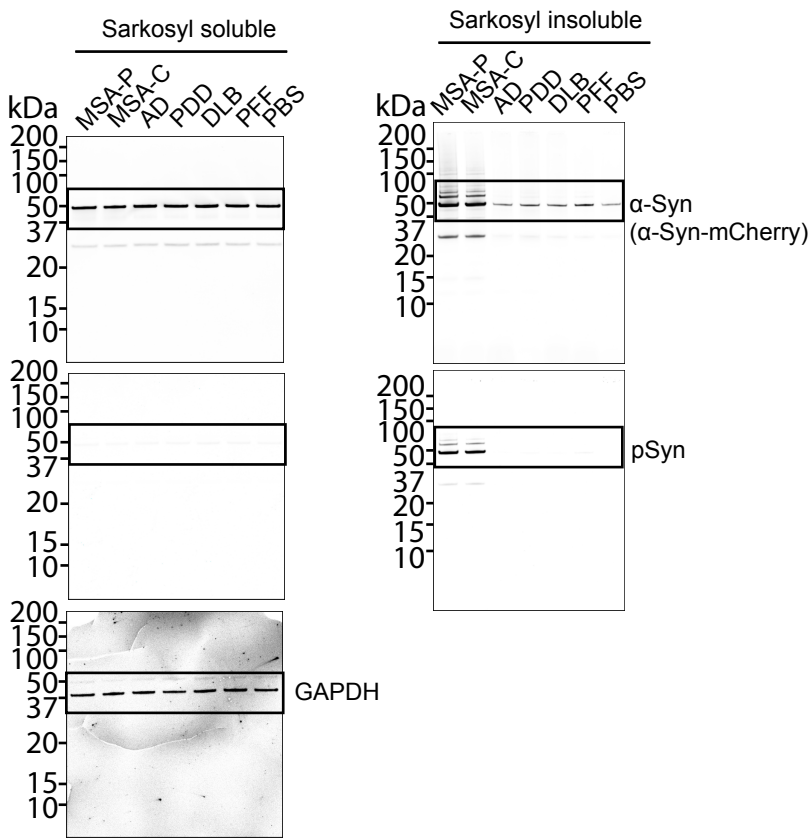 Sarkosyl soluble
kDa
MSA-P
MSA-C
AD
PDD
DLB
PFF
PBS
200
150
100
50
37
20
15
10
200
150
100
50
37
20
15
10
200
150
100
50
37
20
15
10
GAPDH
Sarkosyl insoluble
kDa
MSA-P
MSA-C
AD
PDD
DLB
PFF
PBS
200
150
100
50
37
20
15
10
α-Syn
(α-Syn-mCherry)
200
150
100
50
37
20
15
10
pSyn